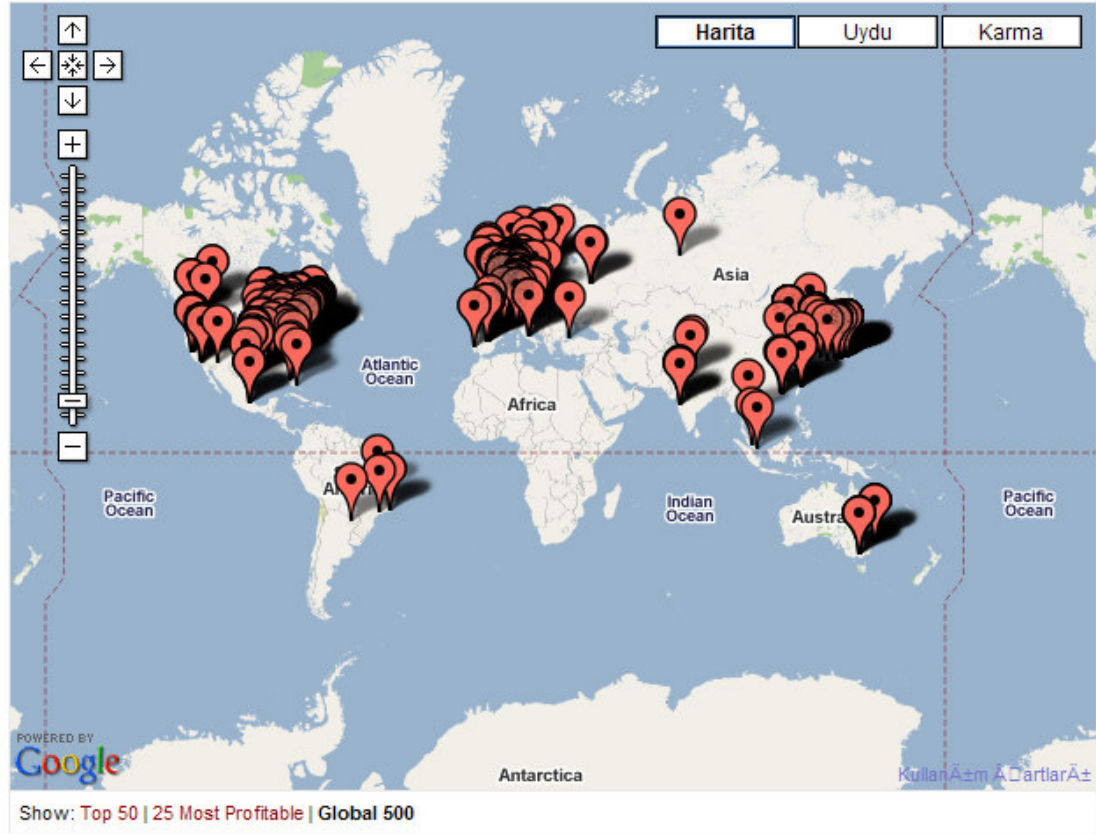 Harita Uydu Karma
Asia
Atlantic
Ocean
Africa
Pacific
Ocean
Indian
Ocean
Austra
Pacific
Ocean
POWERED BY
Google
Antarctica
KullanÄ±m ÅartlarÄ±
Show: Top 50 | 25 Most Profitable | Global 500